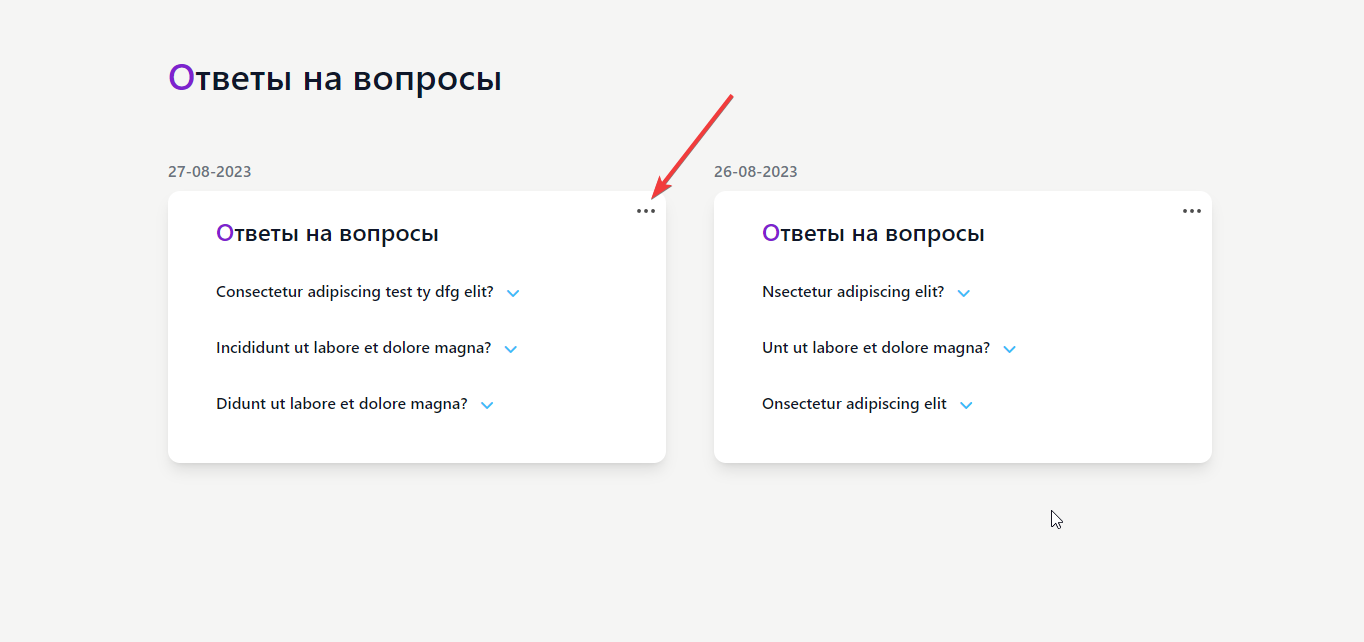 Ответы на вопросы
27-08-2023
Ответы на вопросы
Consectetur adipiscing test ty dfg elit?
Incididunt ut labore et dolore magna?
Didunt ut labore et dolore magna?
26-08-2023
Ответы на вопросы
Nsectetur adipiscing elit?
Unt ut labore et dolore magna?
Onsectetur adipiscing elit